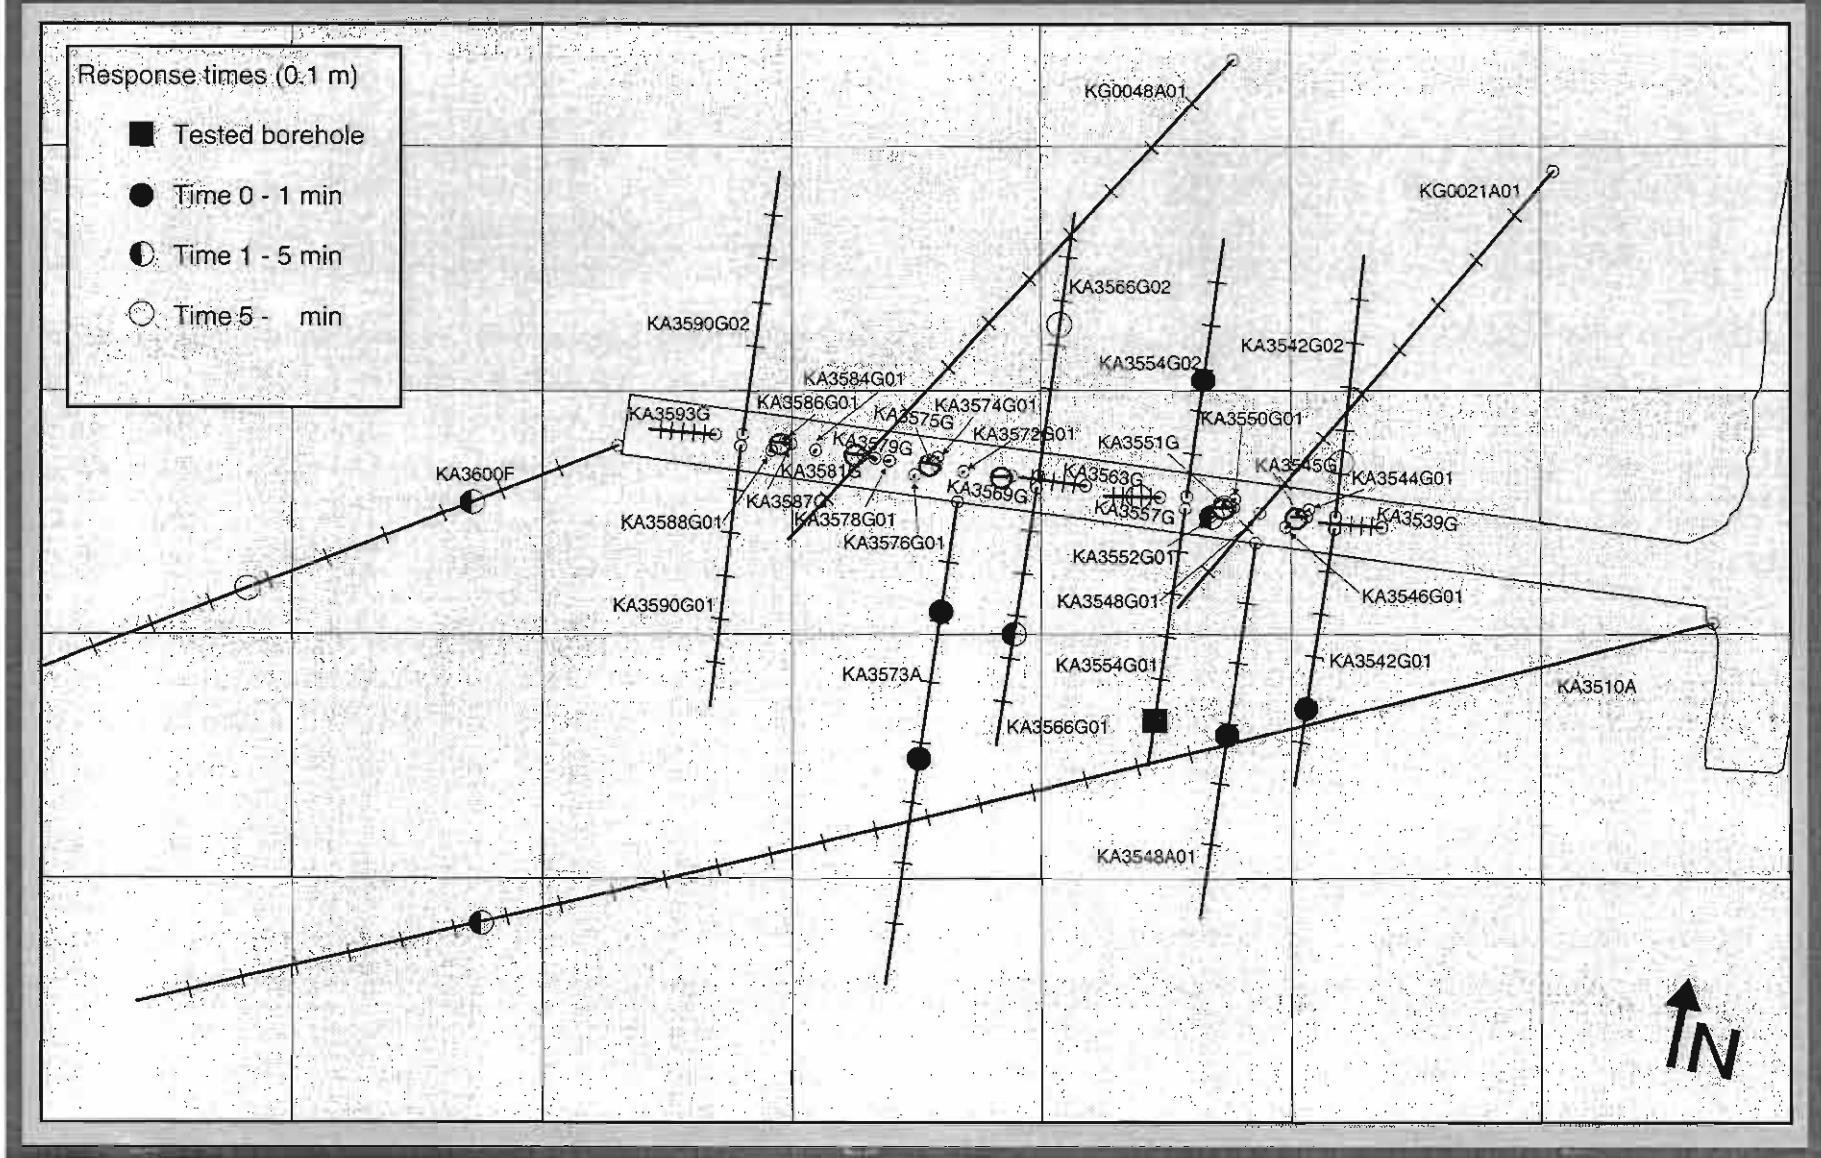 Response times (0.1 m)
Tested borehole
Time 0 - 1 min
Time 1 - 5 min
Time 5 - min
KG0048A01
KG0021A01
KA3566G02
KA3590G02
KA3554G02
KA3542G02
KA3584G01
KA3586G01
KA3574G01
KA3593G
KA3575G
KA3550G01
KA3572G01
KA3579G
KA3551G
KA3600F
KA3581G
KA3563G
KA3545G
KA3544G01
KA3569G
KA3587G
KA3557G
KA3539G
KA3588G01
KA3578G01
KA3576G01
KA3552G01
KA3590G01
KA3548G01
KA3546G01
KA3573A
KA3554G01
KA3542G01
KA3510A
KA3566G01
KA3548A01
N